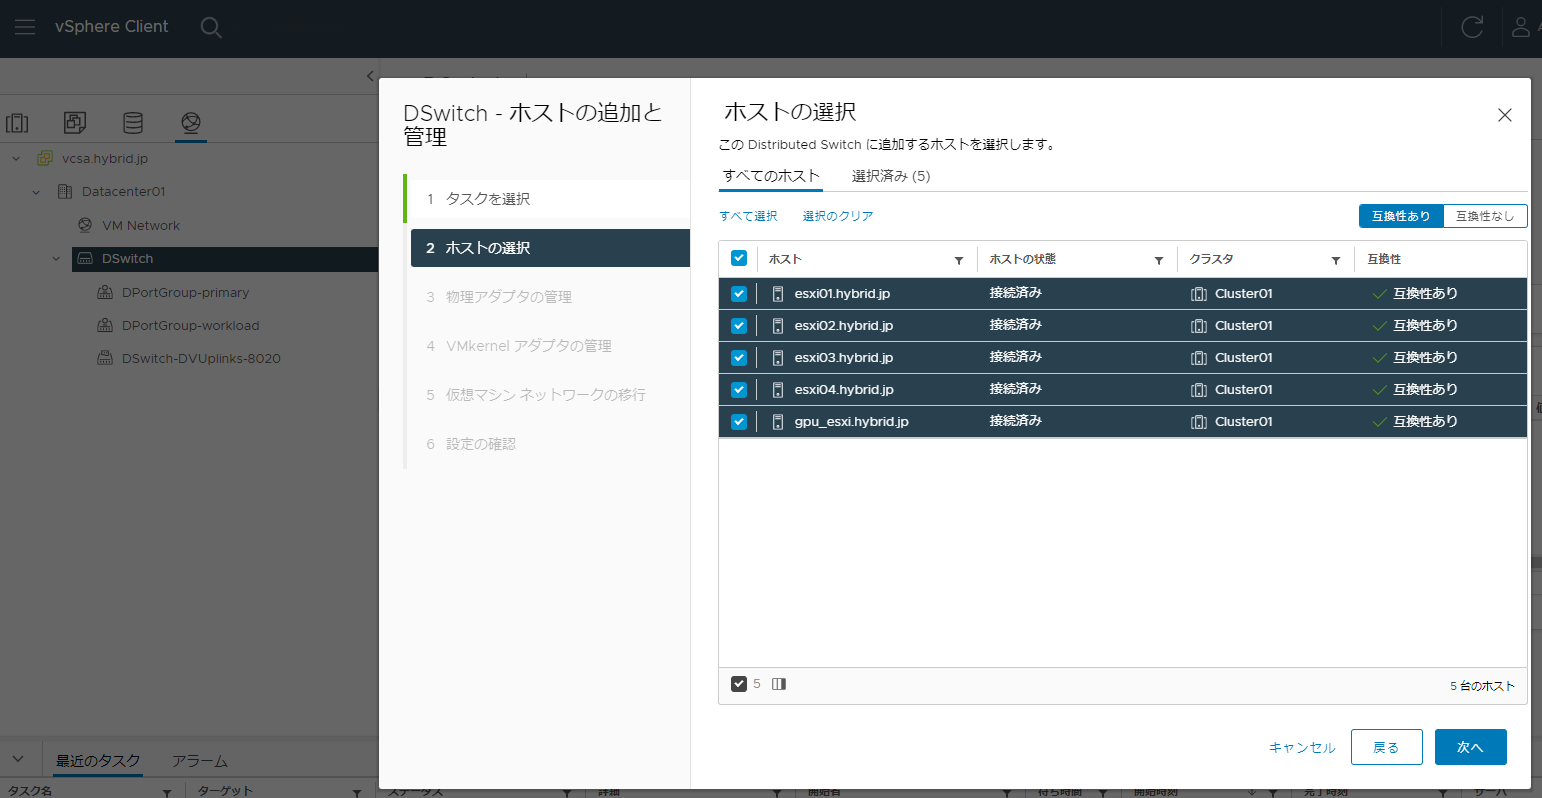 vSphere Client
vcsa.hybrid.jp
Datacenter01
VM Network
DSwitch
DPortGroup-primary
DPortGroup-workload
DSwitch-DVUplinks-8020
DSwitch - ホストの追加と
管理
1 タスクを選択
2 ホストの選択
3 物理アダプタの管理
4 VMkernel アダプタの管理
5 仮想マシン ネットワークの移行
6 設定の確認
ホストの選択
この Distributed Switch に追加するホストを選択します。
すべてのホスト 選択済み (5)
すべて選択 選択のクリア 互換性あり 互換性なし
ホスト ホストの状態 クラスタ 互換性
esxi01.hybrid.jp 接続済み Cluster01 互換性あり
esxi02.hybrid.jp 接続済み Cluster01 互換性あり
esxi03.hybrid.jp 接続済み Cluster01 互換性あり
esxi04.hybrid.jp 接続済み Cluster01 互換性あり
gpu_esxi.hybrid.jp 接続済み Cluster01 互換性あり
5 5 台のホスト
キャンセル 戻る 次へ
最近のタスク アラーム
タスク名 ターゲット ステータス 詳細 開始者 待ち時間 開始時刻 完了時刻 サーバ